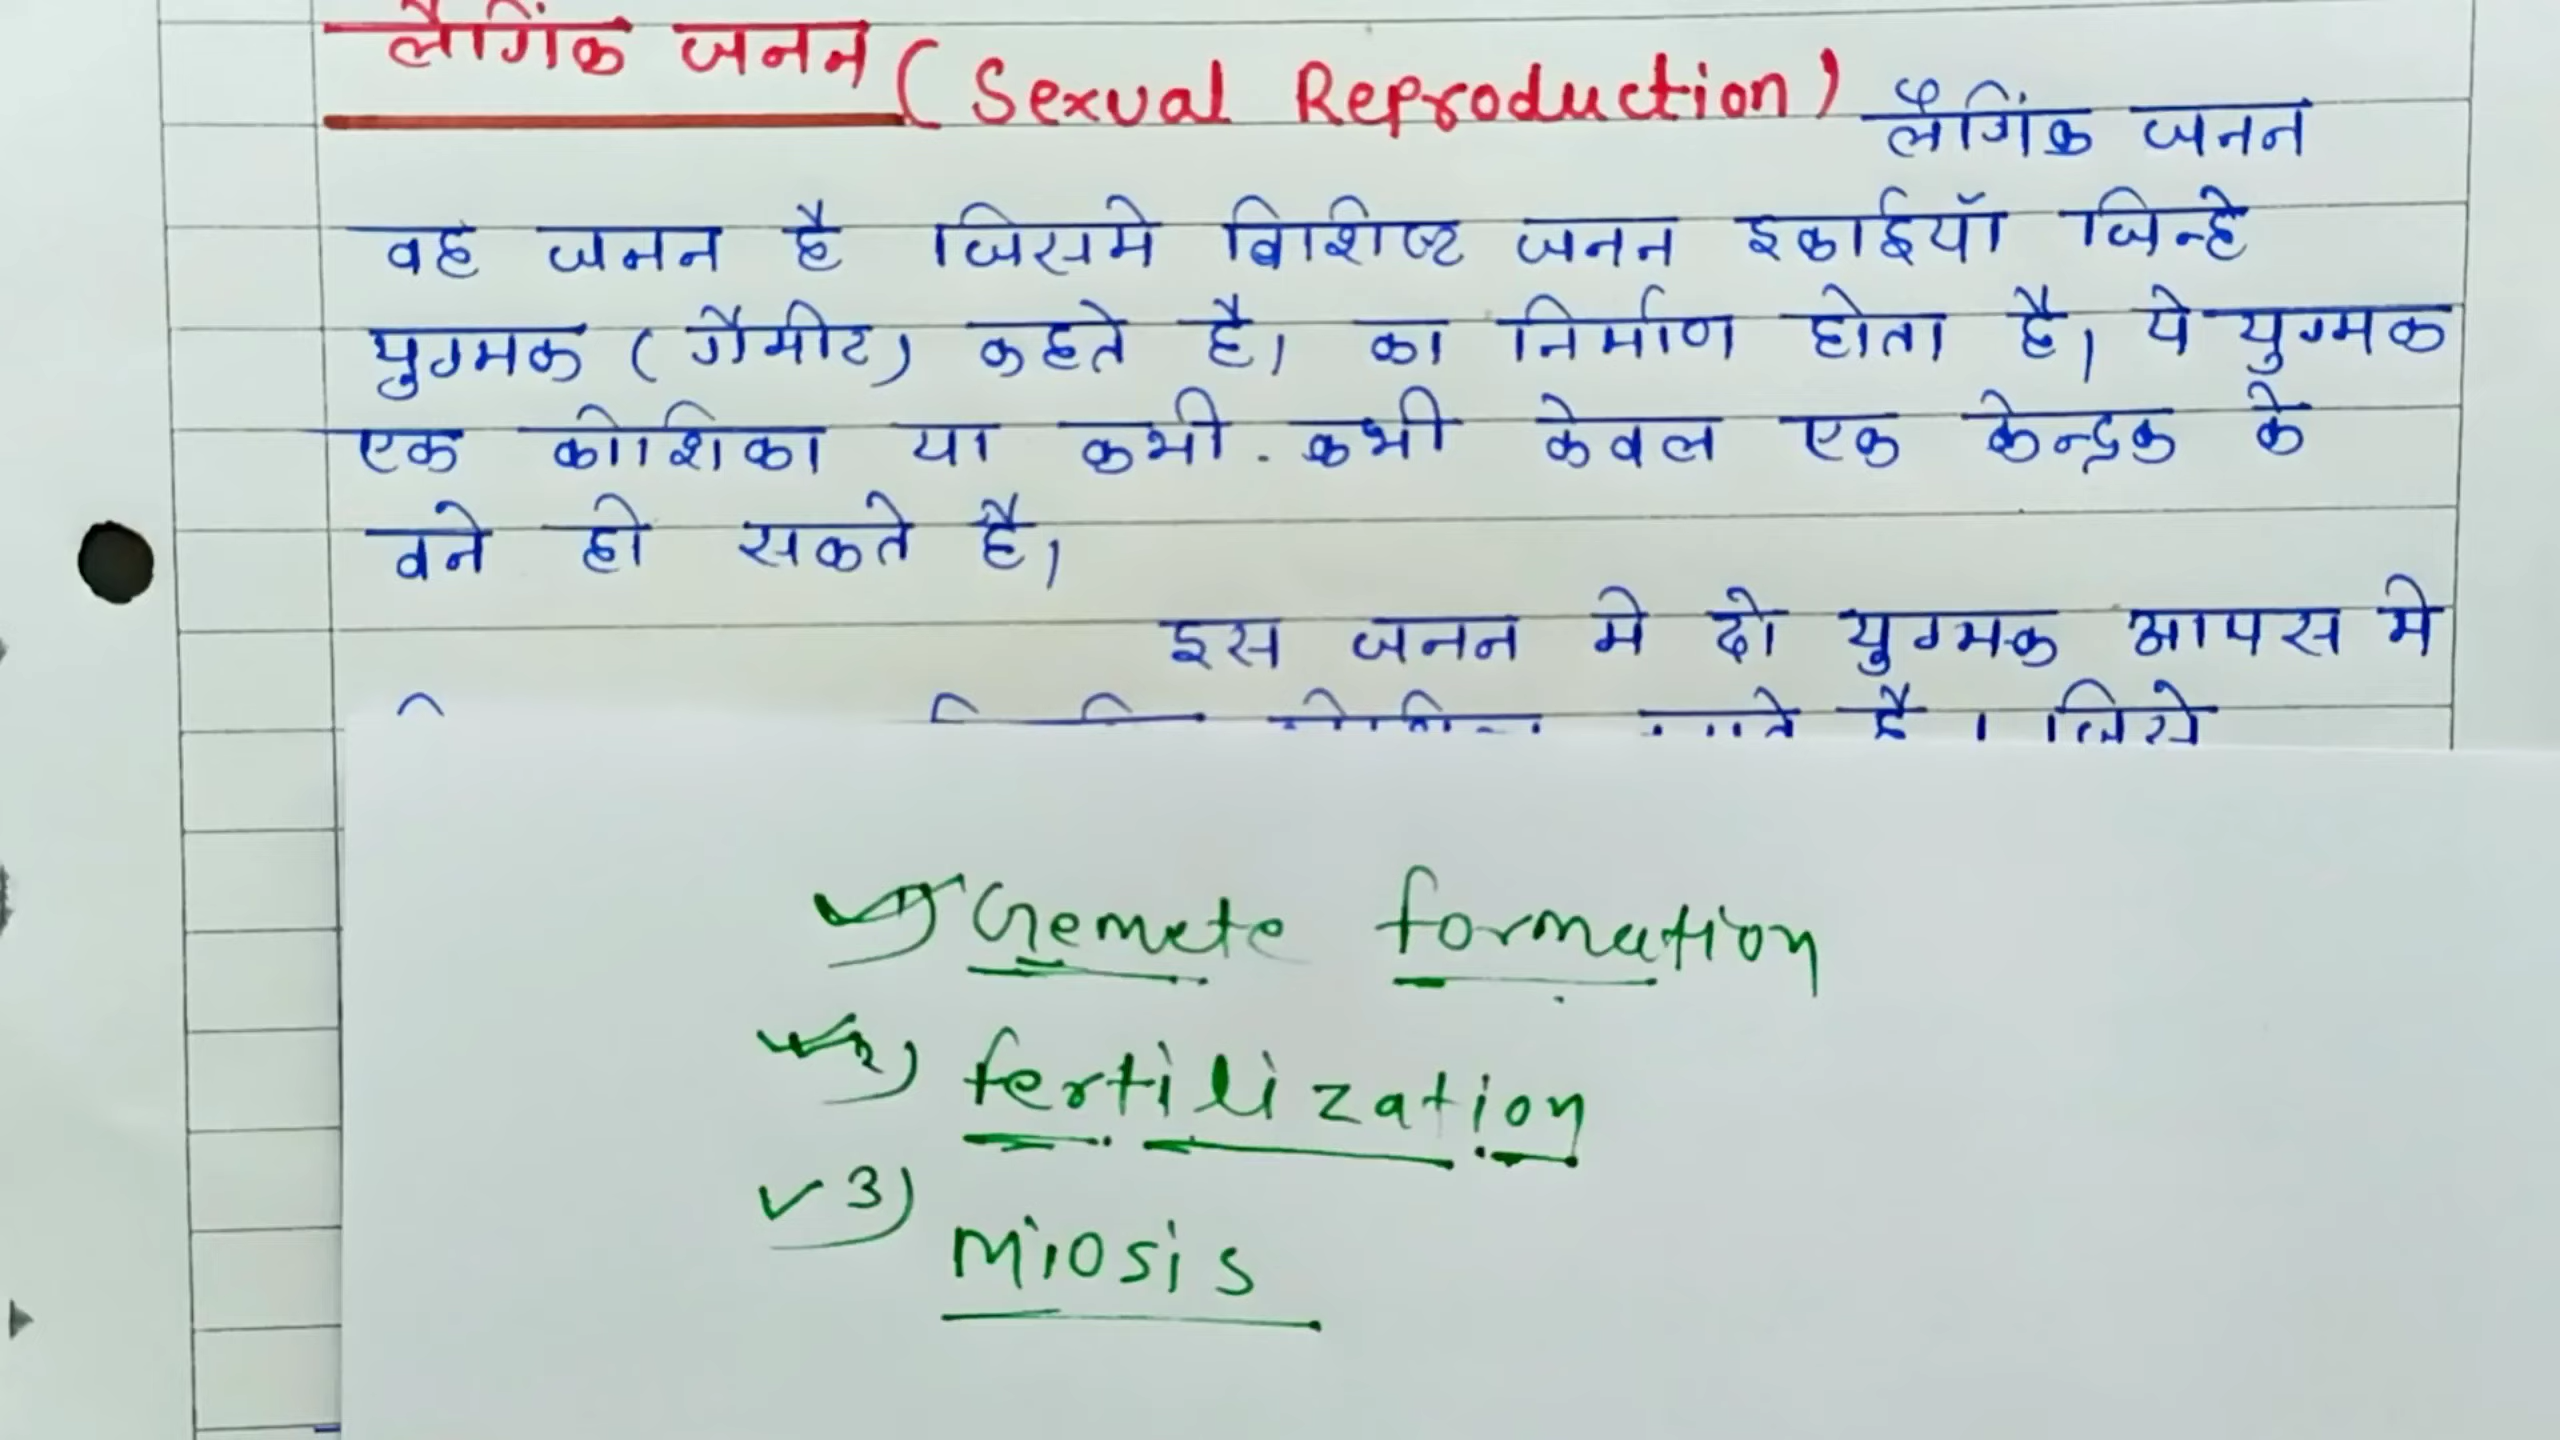 लैगिंक जनन ( Sexual Reproduction ) लैगिंक जनन
वह जनन है जिसमे विशिष्ट जनन इकाईयॉ जिन्हे
युग्मक ( गैमीट ) कहते है। का निर्माण होता है। ये युग्मक
एक कोशिका या कभी - कभी केवल एक केन्द्रक के
वने हो सकते है।
इस जनन मे दो युग्मक आपस मे
है । जिसे
1) Gemete formation
2) fertilization
3) miosis